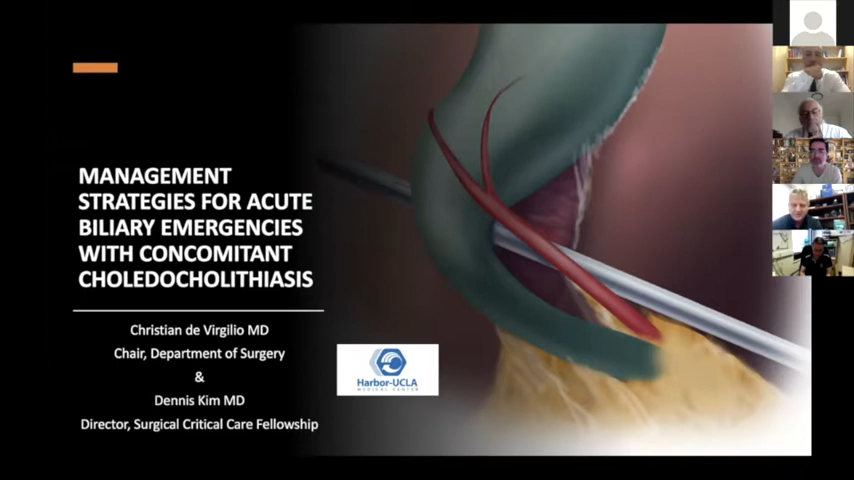 MANAGEMENT
STRATEGIES FOR ACUTE
BILIARY EMERGENCIES
WITH CONCOMITANT
CHOLEDOCHOLITHIASIS
Christian de Virgilio MD
Chair, Department of Surgery
&
Dennis Kim MD
Director, Surgical Critical Care Fellowship
Harbor-UCLA
MEDICAL CENTER